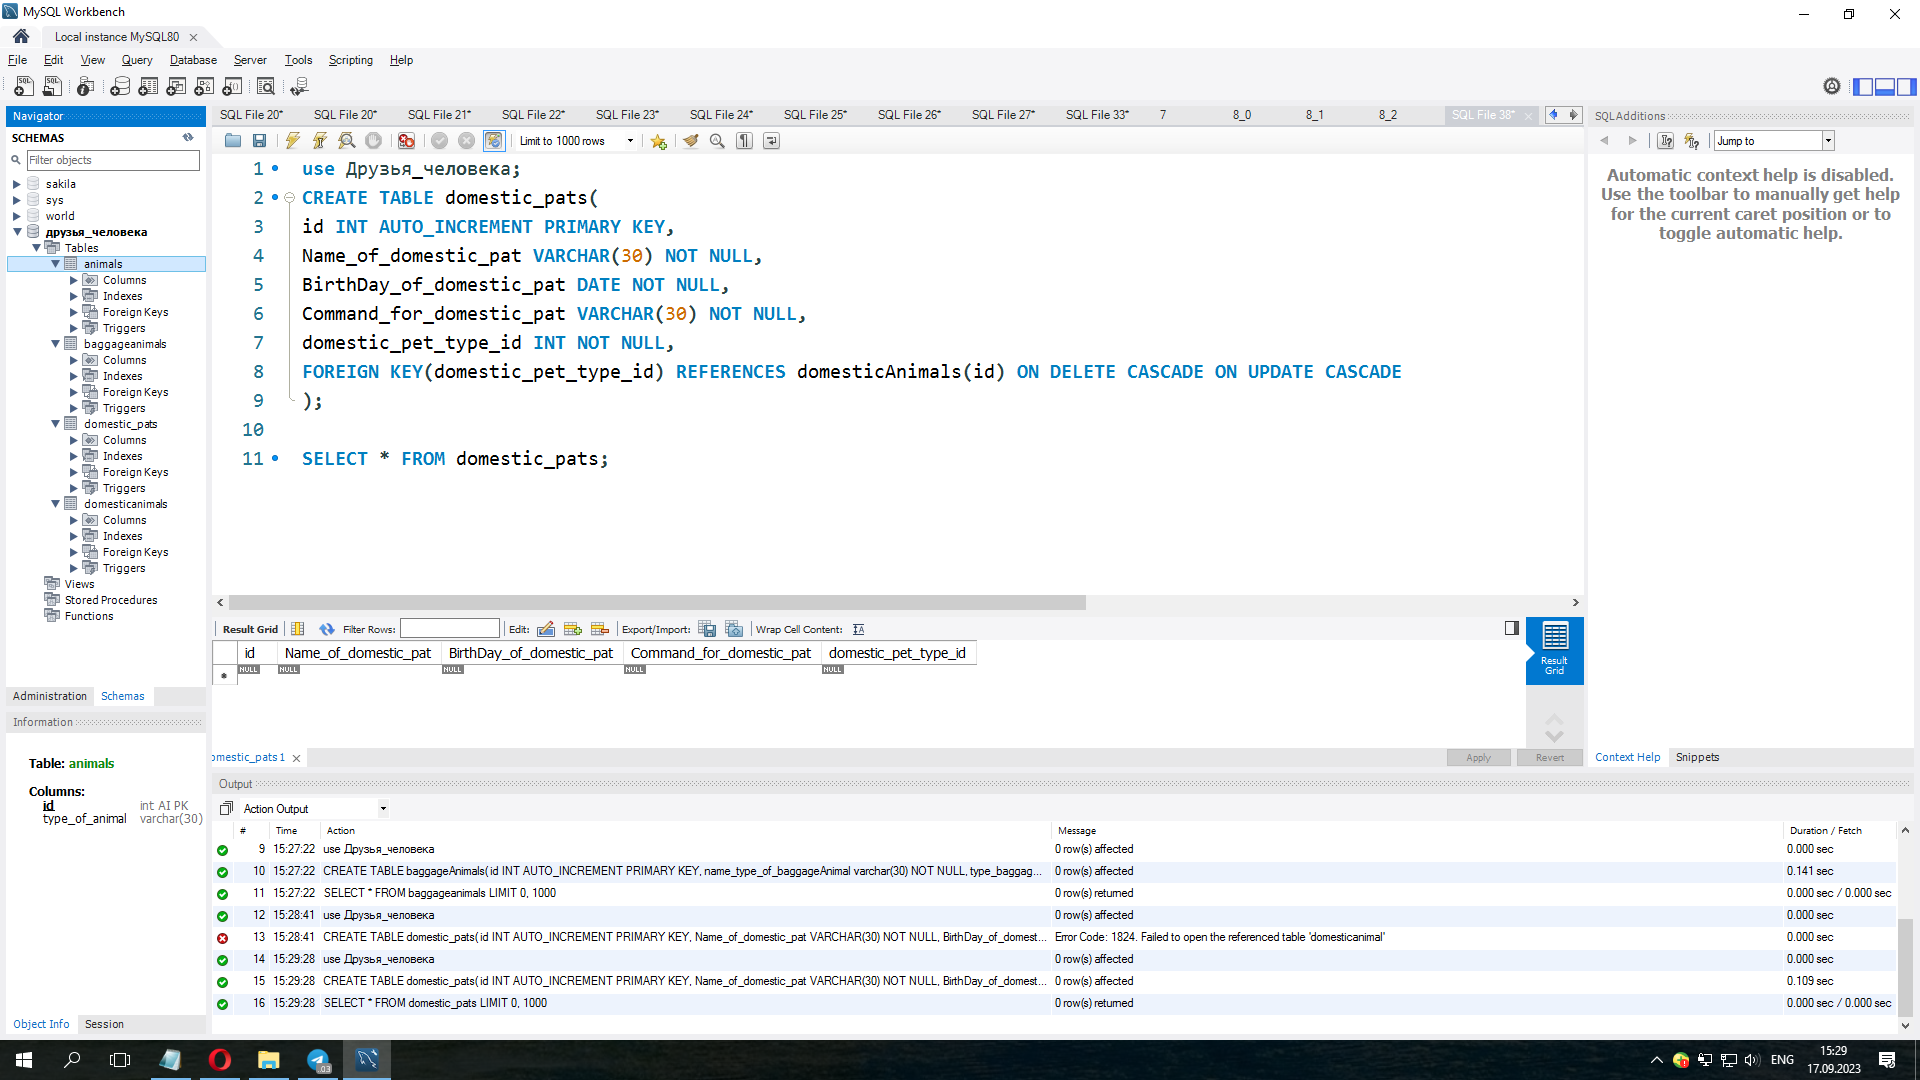 MySQL Workbench
Local instance MySQL80
File Edit View Query Database Server Tools Scripting Help
Navigator
SCHEMAS
Filter objects
sakila
sys
world
друзья_человека
Tables
animals
Columns
Indexes
Foreign Keys
Triggers
baggageanimals
Columns
Indexes
Foreign Keys
Triggers
domestic_pats
Columns
Indexes
Foreign Keys
Triggers
domesticanimals
Columns
Indexes
Foreign Keys
Triggers
Views
Stored Procedures
Functions
Administration Schemas
Information
Table: animals
Columns:
id int AI PK
type_of_animal varchar(30)
Object Info Session
SQL File 20* SQL File 20* SQL File 21* SQL File 22* SQL File 23* SQL File 24* SQL File 25* SQL File 26* SQL File 27* SQL File 33* 7 8_0 8_1 8_2 SQL File 38*
Limit to 1000 rows
1 use Друзья_человека;
2 CREATE TABLE domestic_pats(
3 id INT AUTO_INCREMENT PRIMARY KEY,
4 Name_of_domestic_pat VARCHAR(30) NOT NULL,
5 BirthDay_of_domestic_pat DATE NOT NULL,
6 Command_for_domestic_pat VARCHAR(30) NOT NULL,
7 domestic_pet_type_id INT NOT NULL,
8 FOREIGN KEY(domestic_pet_type_id) REFERENCES domesticAnimals(id) ON DELETE CASCADE ON UPDATE CASCADE
9 );
10
11 SELECT * FROM domestic_pats;
Result Grid Filter Rows: Edit: Export/Import: Wrap Cell Content:
id Name_of_domestic_pat BirthDay_of_domestic_pat Command_for_domestic_pat domestic_pet_type_id
NULL NULL NULL NULL NULL
Result Grid
omestic_pats 1
Apply Revert
SQLAdditions
Jump to
Automatic context help is disabled.
Use the toolbar to manually get help
for the current caret position or to
toggle automatic help.
Context Help Snippets
Output
Action Output
# Time Action Message Duration / Fetch
9 15:27:22 use Друзья_человека 0 row(s) affected 0.000 sec
10 15:27:22 CREATE TABLE baggageAnimals( id INT AUTO_INCREMENT PRIMARY KEY, name_type_of_baggageAnimal varchar(30) NOT NULL, type_baggag... 0 row(s) affected 0.141 sec
11 15:27:22 SELECT * FROM baggageanimals LIMIT 0, 1000 0 row(s) returned 0.000 sec / 0.000 sec
12 15:28:41 use Друзья_человека 0 row(s) affected 0.000 sec
13 15:28:41 CREATE TABLE domestic_pats( id INT AUTO_INCREMENT PRIMARY KEY, Name_of_domestic_pat VARCHAR(30) NOT NULL, BirthDay_of_domest... Error Code: 1824. Failed to open the referenced table 'domesticanimal' 0.000 sec
14 15:29:28 use Друзья_человека 0 row(s) affected 0.000 sec
15 15:29:28 CREATE TABLE domestic_pats( id INT AUTO_INCREMENT PRIMARY KEY, Name_of_domestic_pat VARCHAR(30) NOT NULL, BirthDay_of_domest... 0 row(s) affected 0.109 sec
16 15:29:28 SELECT * FROM domestic_pats LIMIT 0, 1000 0 row(s) returned 0.000 sec / 0.000 sec
ENG
15:29
17.09.2023